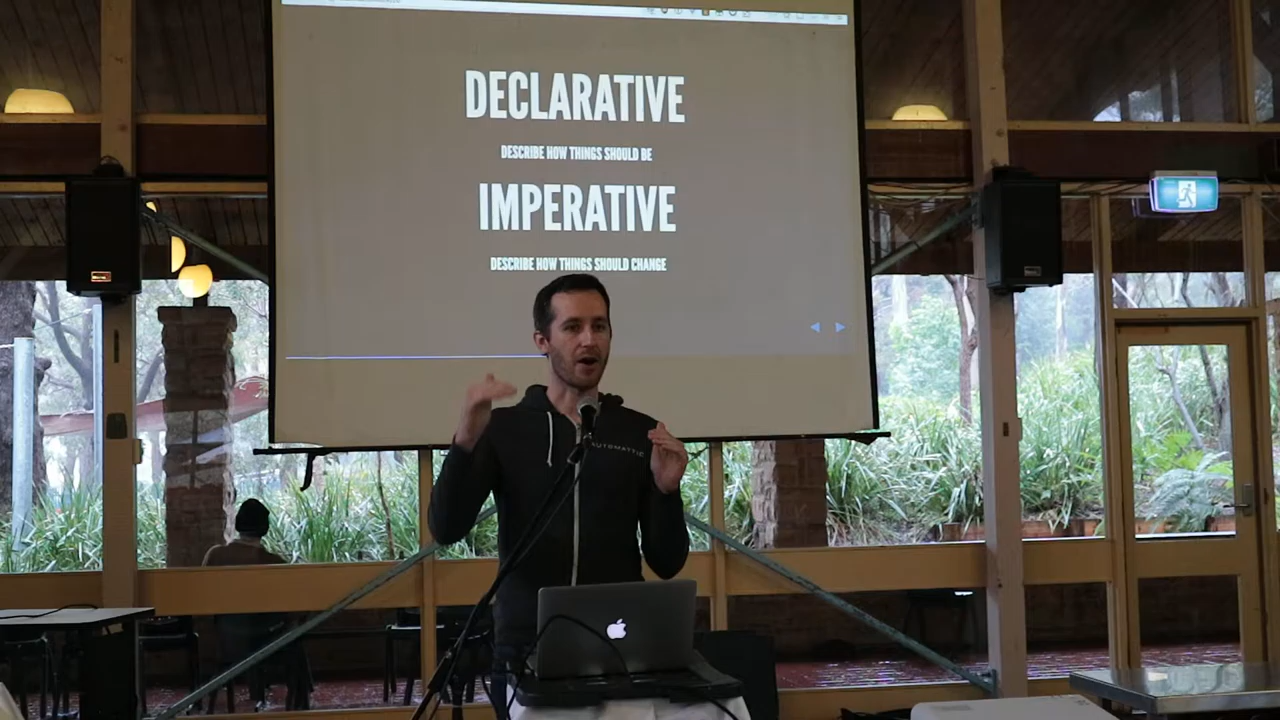 DECLARATIVE
DESCRIBE HOW THINGS SHOULD BE
IMPERATIVE
DESCRIBE HOW THINGS SHOULD CHANGE
AUTOMATTIC